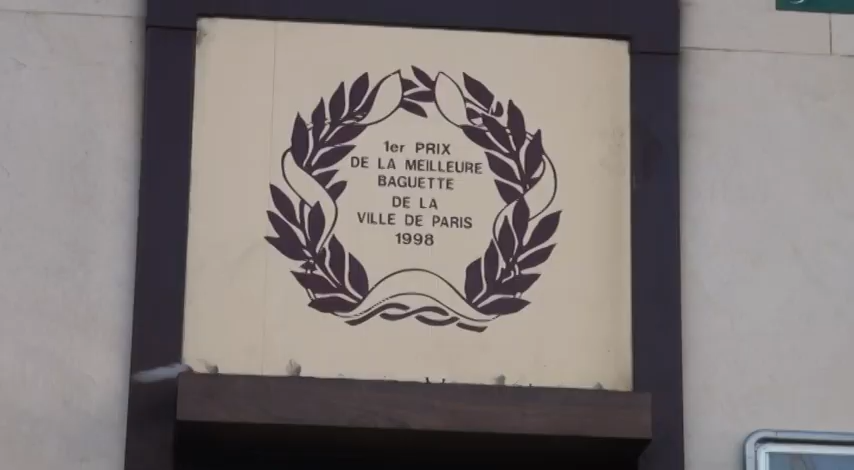 1er PRIX
DE LA MEILLEURE
BAGUETTE
DE LA
VILLE DE PARIS
1998